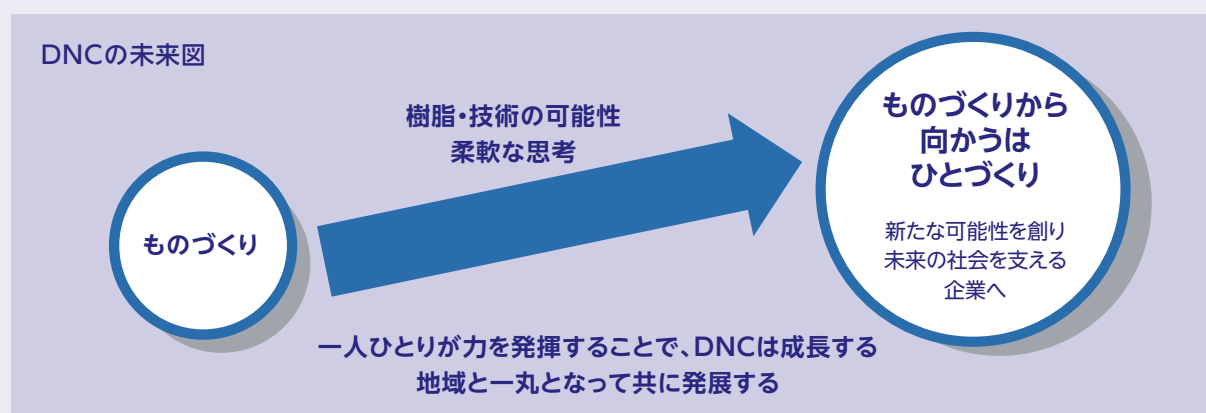 DNCの未来図
樹脂・技術の可能性
柔軟な思考
ものづくり
ものづくりから
向かうは
ひとづくり
新たな可能性を創り
未来の社会を支える
企業へ
一人ひとりが力を発揮することで、DNCは成長する
地域と一丸となって共に発展する